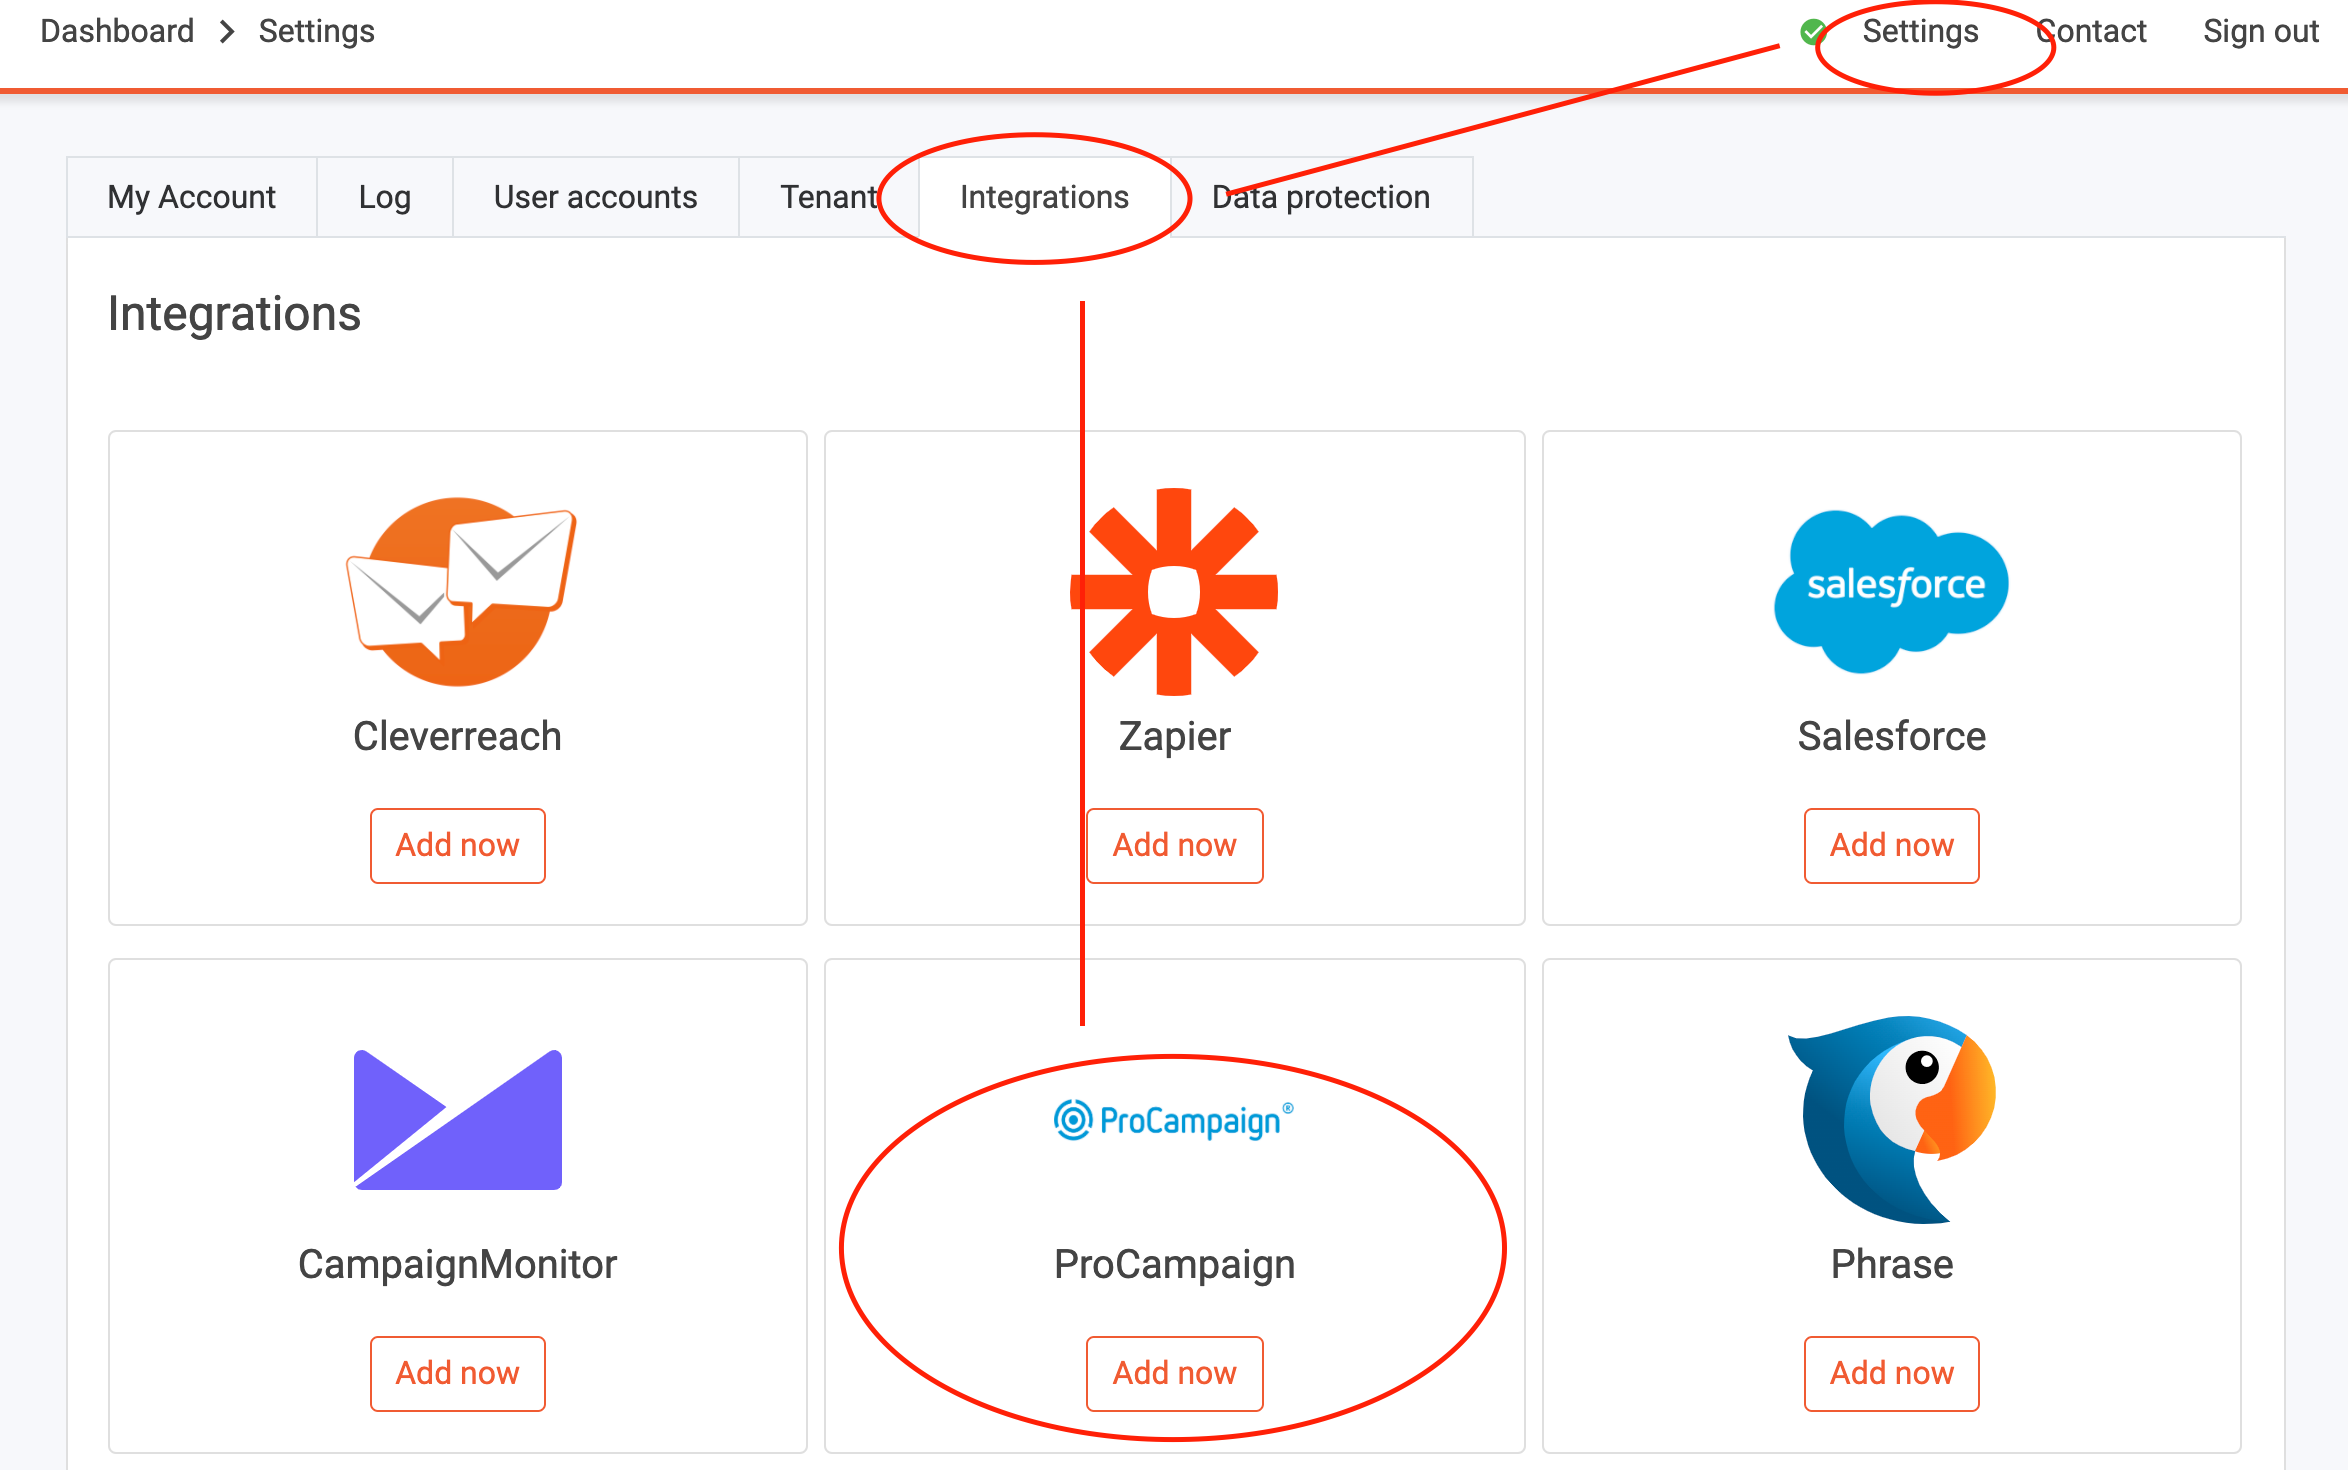 Dashboard > Settings
Settings
Contact
Sign out
My Account
Log
User accounts
Tenant
Integrations
Data protection
Integrations
salesforce
Cleverreach
Zapier
Salesforce
Add now
Add now
Add now
ProCampaign®
CampaignMonitor
ProCampaign
Phrase
Add now
Add now
Add now